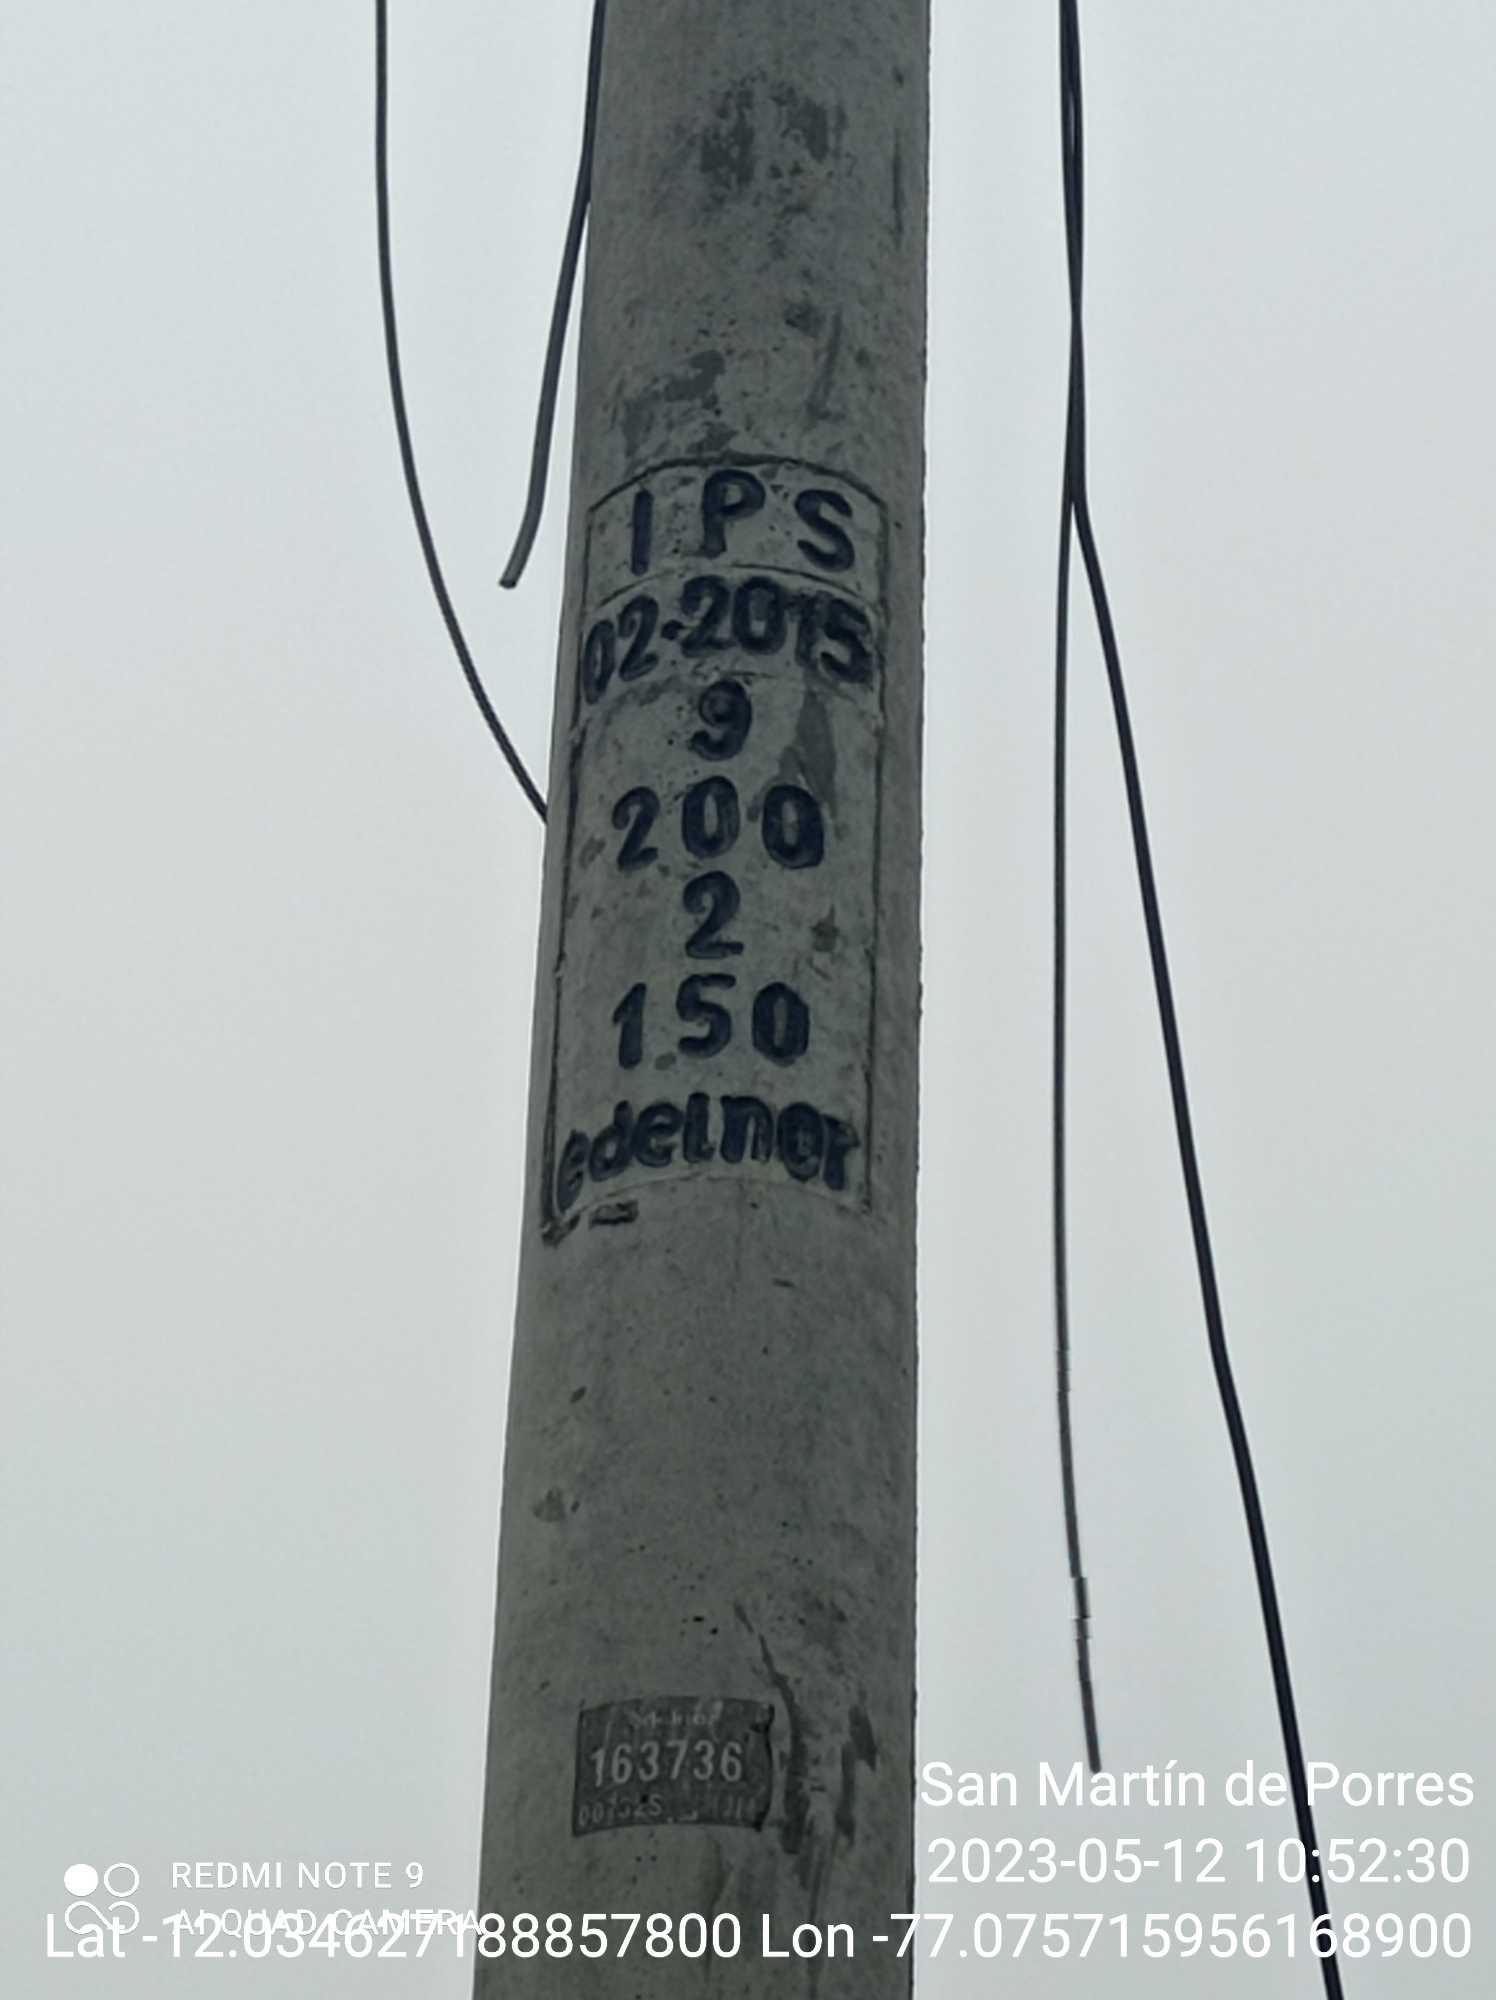 I P S
02-2015
9
200
2
150
edelnor
163736
San Martín de Porres
2023-05-12 10:52:30
REDMI NOTE 9
AI QUAD CAMERA
Lat -12.034627188857800 Lon -77.075715956168900